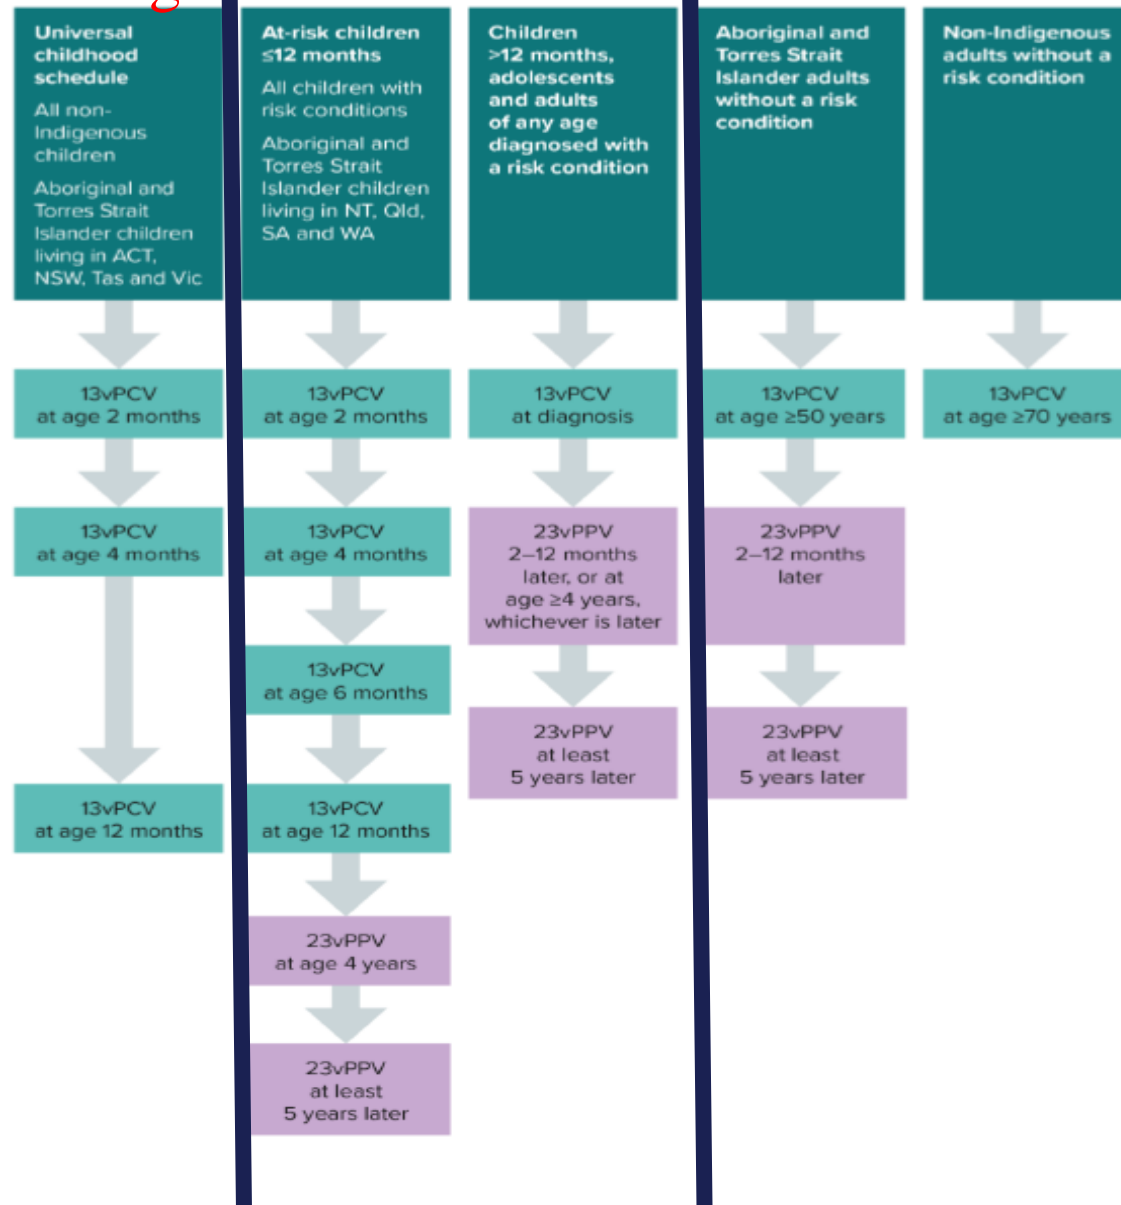 Universal
childhood
schedule
All non-
Indigenous
children
Aboriginal and
Torres Strait
Islander children
living in ACT,
NSW, Tas and Vic
13vPCV
at age 2 months
13vPCV
at age 4 months
13vPCV
at age 12 months
At-risk children
≤12 months
All children with
risk conditions
Aboriginal and
Torres Strait
Islander children
living in NT, Qld,
SA and WA
13vPCV
at age 2 months
13vPCV
at age 4 months
13vPCV
at age 6 months
13vPCV
at age 12 months
23vPPV
at age 4 years
23vPPV
at least
5 years later
Children
>12 months,
adolescents
and adults
of any age
diagnosed with
a risk condition
13vPCV
at diagnosis
23vPPV
2–12 months
later, or at
age ≥4 years,
whichever is later
23vPPV
at least
5 years later
Aboriginal and
Torres Strait
Islander adults
without a risk
condition
13vPCV
at age ≥50 years
23vPPV
2–12 months
later
23vPPV
at least
5 years later
Non-Indigenous
adults without a
risk condition
13vPCV
at age ≥70 years